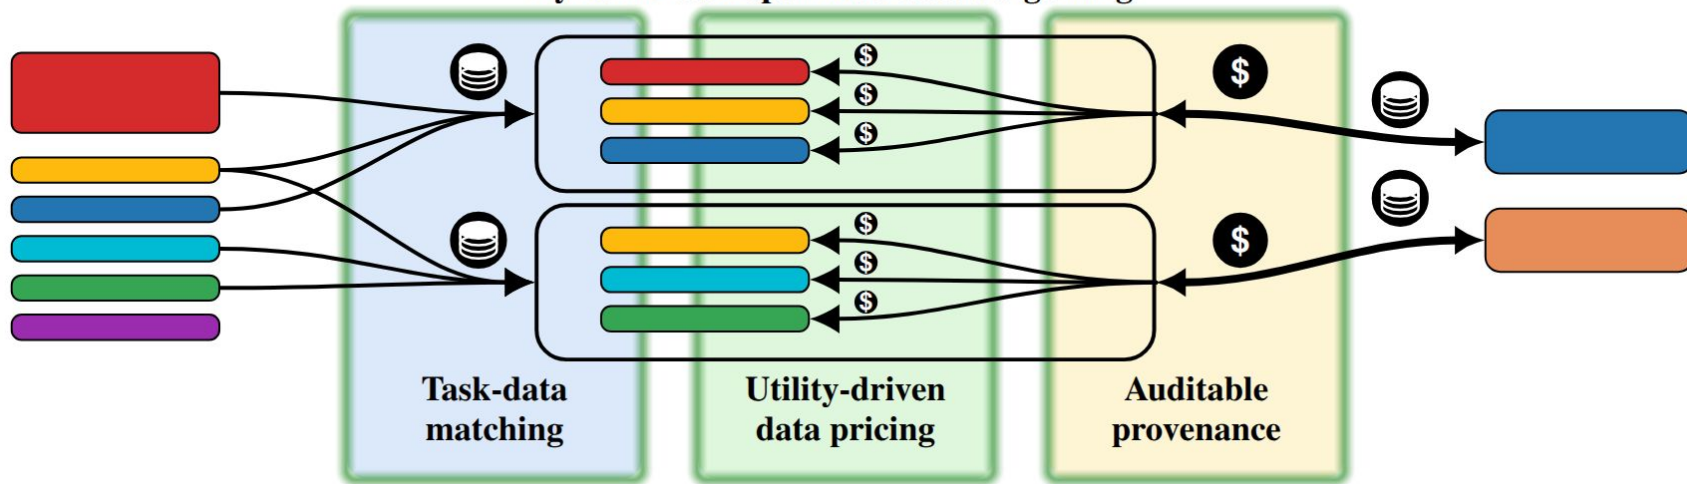 $
$
$
$
$
$
$
$
Task-data
matching
Utility-driven
data pricing
Auditable
provenance